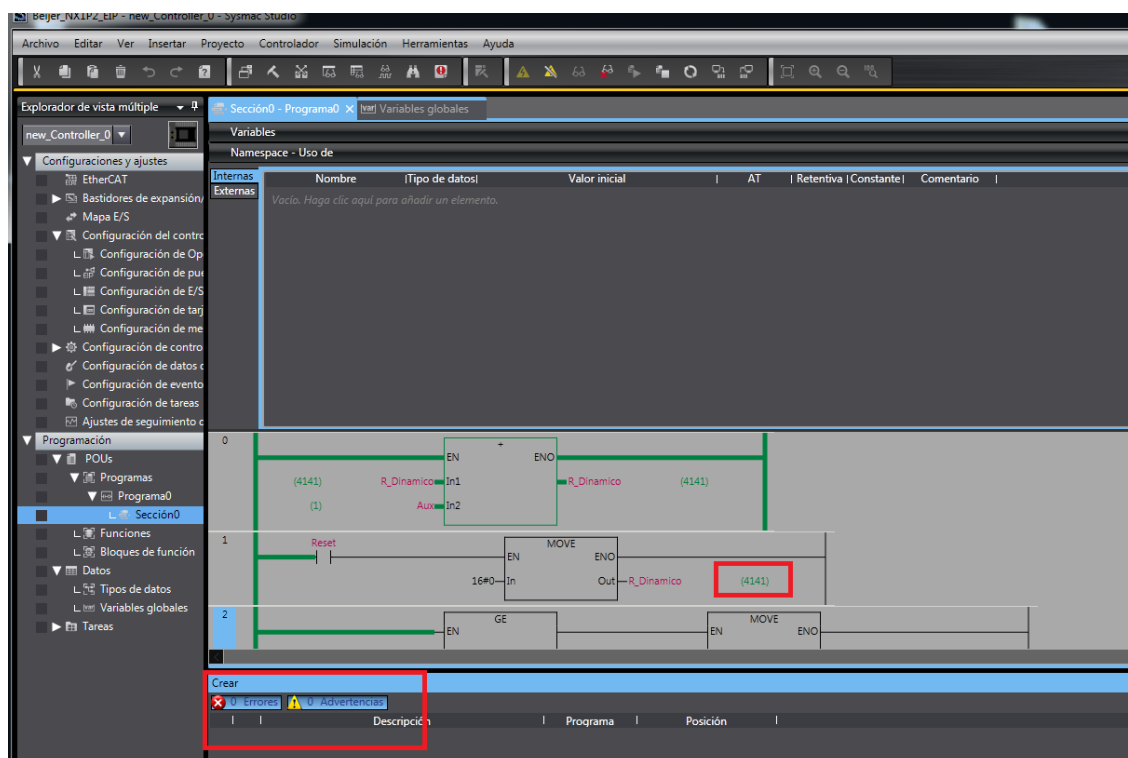 Beijer_NX1P2_EIP - new_Controller_0 - Sysmac Studio
Archivo Editar Ver Insertar Proyecto Controlador Simulación Herramientas Ayuda
Explorador de vista múltiple
new_Controller_0
Configuraciones y ajustes
EtherCAT
Bastidores de expansión/
Mapa E/S
Configuración del contro
Configuración de Op
Configuración de pue
Configuración de E/S
Configuración de tarj
Configuración de me
Configuración de contro
Configuración de datos c
Configuración de evento
Configuración de tareas
Ajustes de seguimiento d
Programación
POUs
Programas
Programa0
Sección0
Funciones
Bloques de función
Datos
Tipos de datos
Variables globales
Tareas
Sección0 - Programa0 Variables globales
Variables
Namespace - Uso de
Internas
Externas
Nombre |Tipo de datos| Valor inicial | AT | Retentiva |Constante| Comentario |
Vacío. Haga clic aquí para añadir un elemento.
0
+
EN ENO
(4141) R_Dinamico In1 R_Dinamico (4141)
(1) Aux In2
1
Reset MOVE
EN ENO
16#0 In Out R_Dinamico (4141)
2
GE MOVE
EN EN ENO
Crear
0 Errores 0 Advertencias
| | Descripción | Programa | Posición |